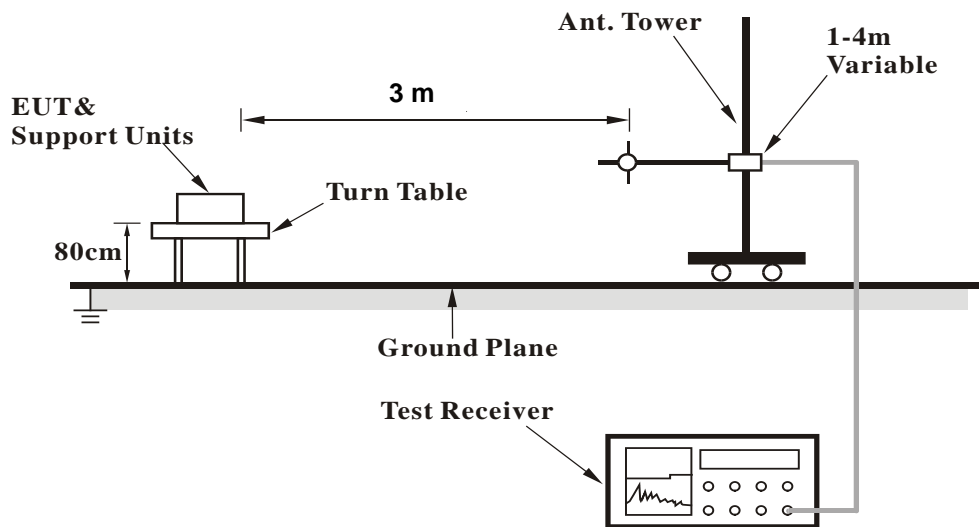 Ant. Tower
1-4m
Variable
3 m
EUT&
Support Units
Turn Table
80cm
Ground Plane
Test Receiver